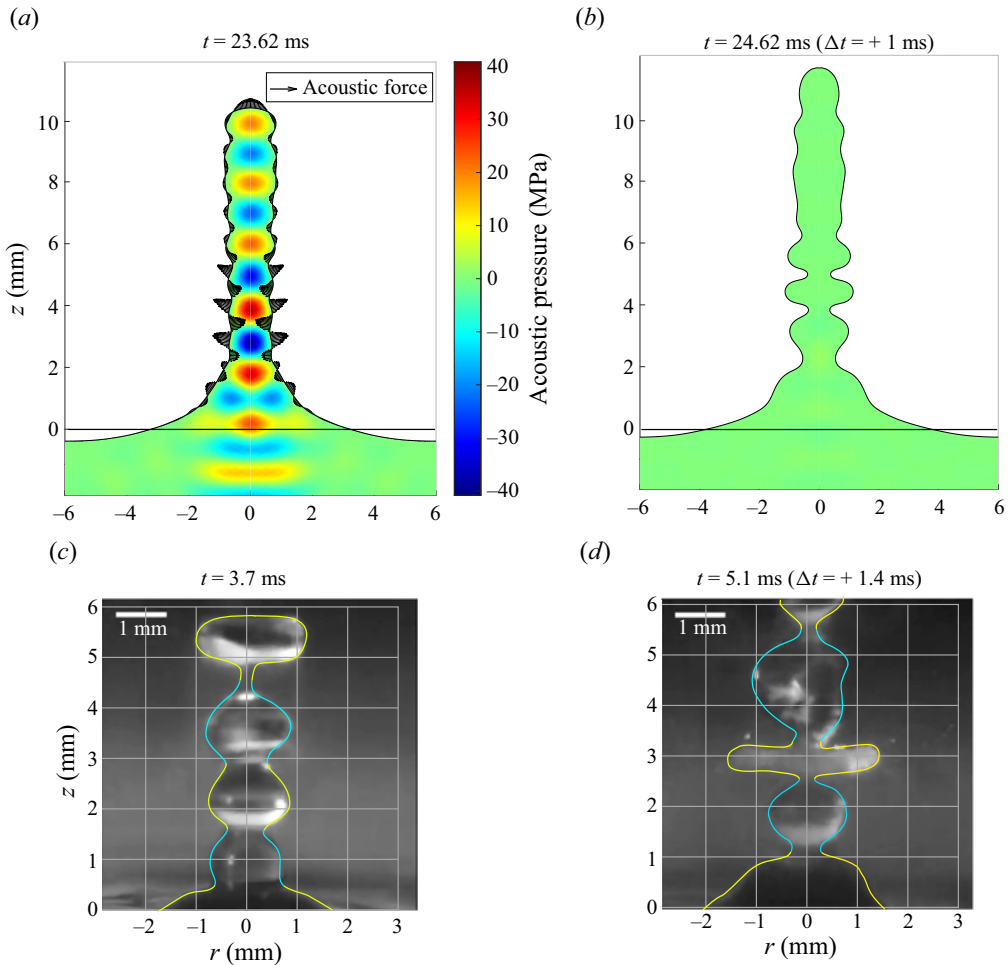 (a)
(b)
t = 23.62 ms
t = 24.62 ms (Δt = + 1 ms)
Acoustic force
10
8
6
4
2
0
z (mm)
–6 –4 –2 0 2 4 6
40
30
20
10
0
–10
–20
–30
–40
Acoustic pressure (MPa)
10
8
6
4
2
0
–6 –4 –2 0 2 4 6
(c)
(d)
t = 3.7 ms
t = 5.1 ms (Δt = + 1.4 ms)
6
5
4
3
2
1
0
z (mm)
1 mm
–2 –1 0 1 2 3
r (mm)
6
5
4
3
2
1
0
1 mm
–2 –1 0 1 2 3
r (mm)